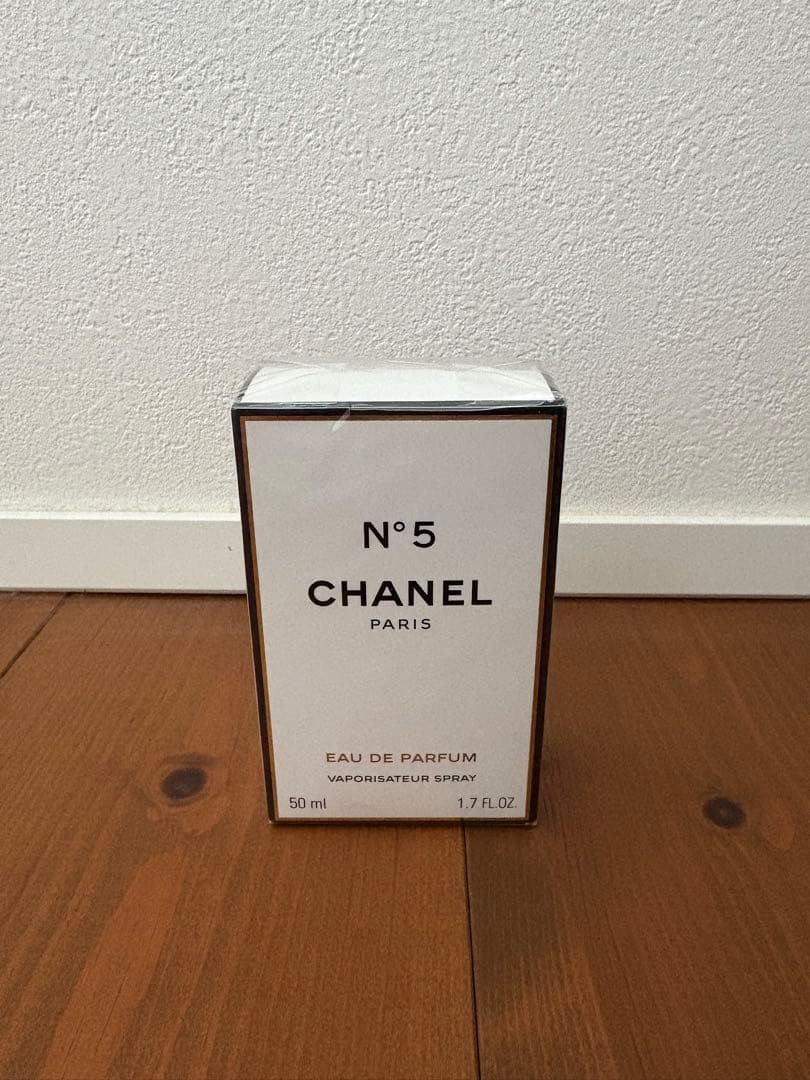 N°5
CHANEL
PARIS
EAU DE PARFUM
VAPORISATEUR SPRAY
50 ml 1.7 FL.OZ.